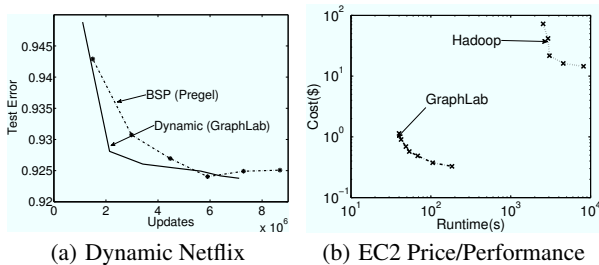 0.945
0.94
0.935
0.93
0.925
0.92
Test Error
BSP (Pregel)
Dynamic (GraphLab)
0 2 4 6 8
Updates
x 10^6
(a) Dynamic Netflix
10^2
10^1
10^0
10^-1
Cost($)
Hadoop
GraphLab
10^1 10^2 10^3 10^4
Runtime(s)
(b) EC2 Price/Performance